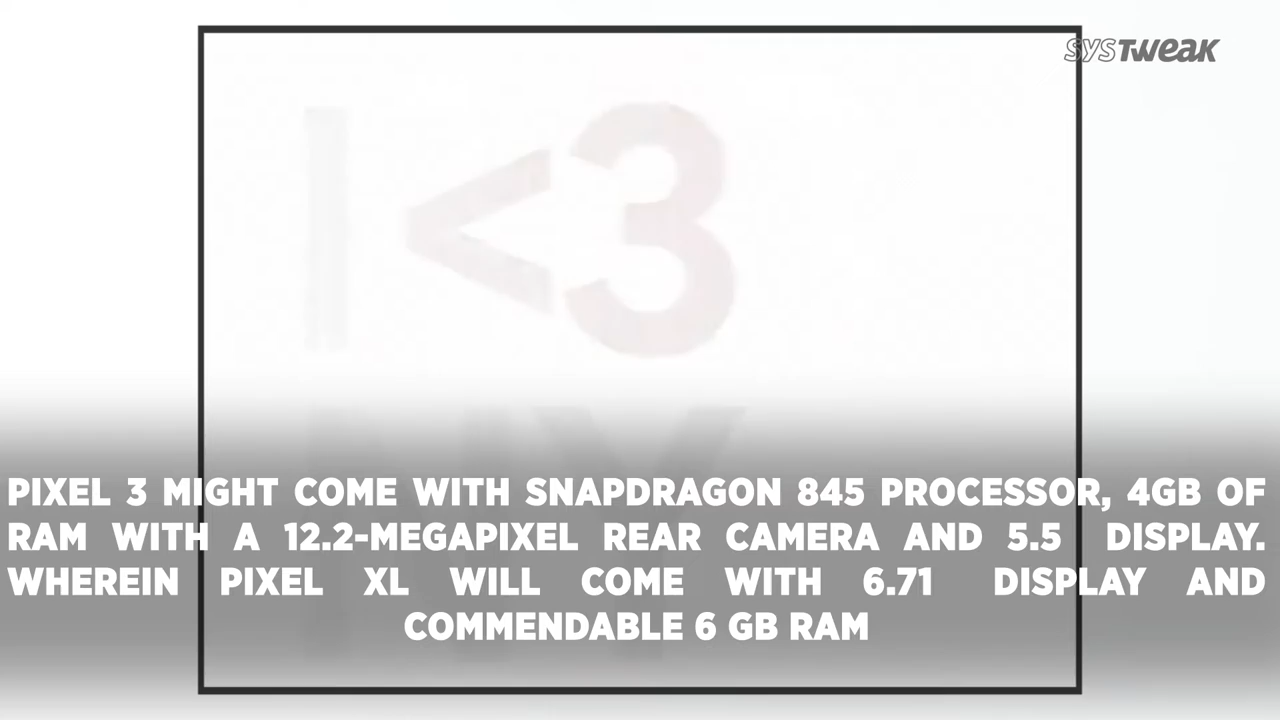 SYSTWEAK
I <3
NY
PIXEL 3 MIGHT COME WITH SNAPDRAGON 845 PROCESSOR, 4GB OF
RAM WITH A 12.2-MEGAPIXEL REAR CAMERA AND 5.5 DISPLAY.
WHEREIN PIXEL XL WILL COME WITH 6.71 DISPLAY AND
COMMENDABLE 6 GB RAM